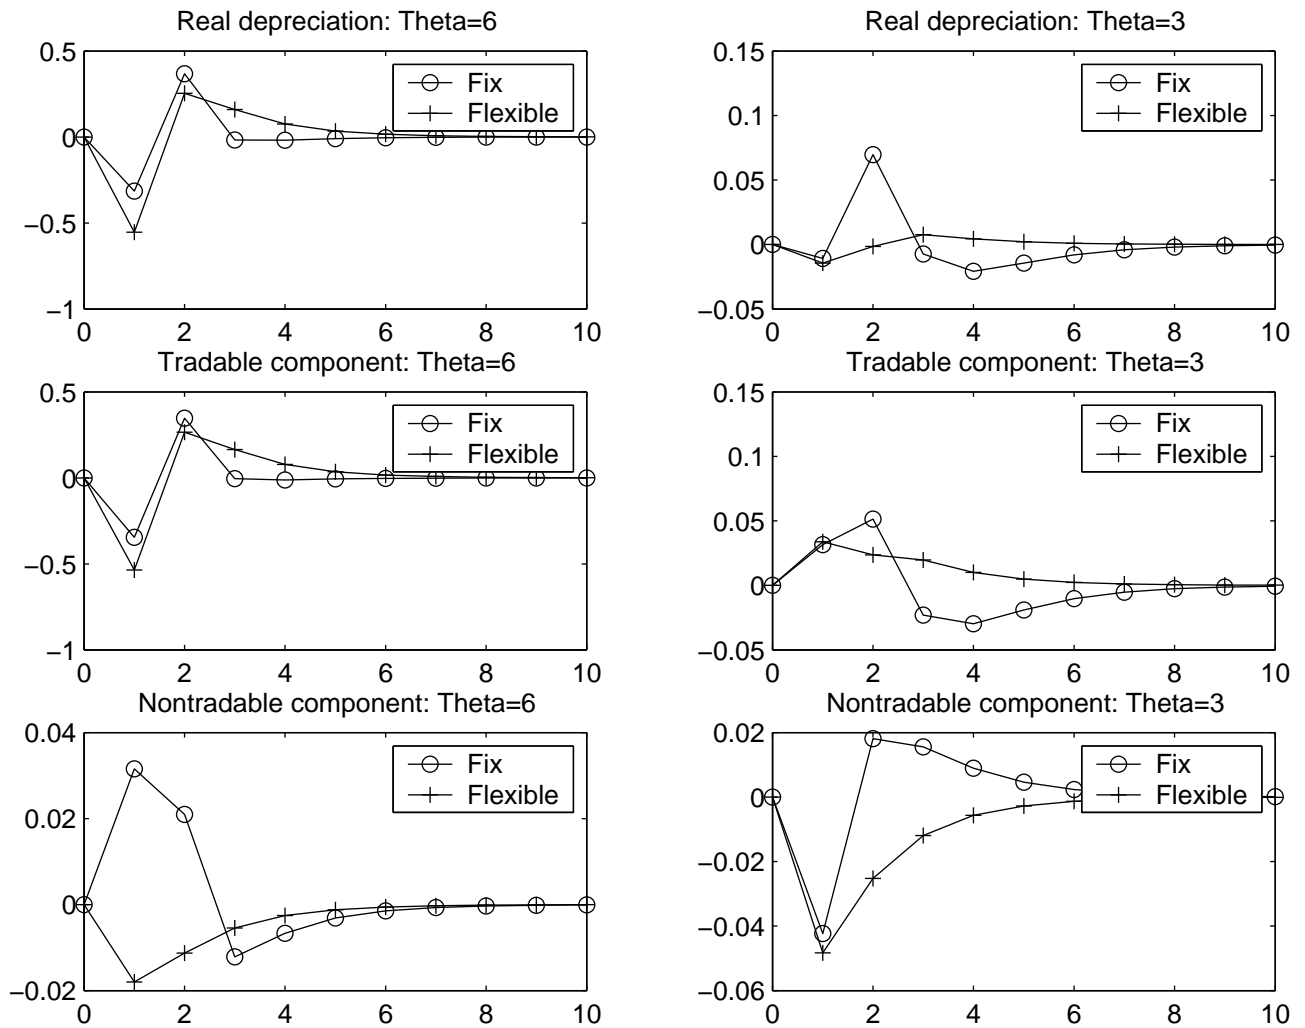 Real depreciation: Theta=6
0.5
0
−0.5
−1
0 2 4 6 8 10
Fix
Flexible
Real depreciation: Theta=3
0.15
0.1
0.05
0
−0.05
0 2 4 6 8 10
Fix
Flexible
Tradable component: Theta=6
0.5
0
−0.5
−1
0 2 4 6 8 10
Fix
Flexible
Tradable component: Theta=3
0.15
0.1
0.05
0
−0.05
0 2 4 6 8 10
Fix
Flexible
Nontradable component: Theta=6
0.04
0.02
0
−0.02
0 2 4 6 8 10
Fix
Flexible
Nontradable component: Theta=3
0.02
0
−0.02
−0.04
−0.06
0 2 4 6 8 10
Fix
Flexible